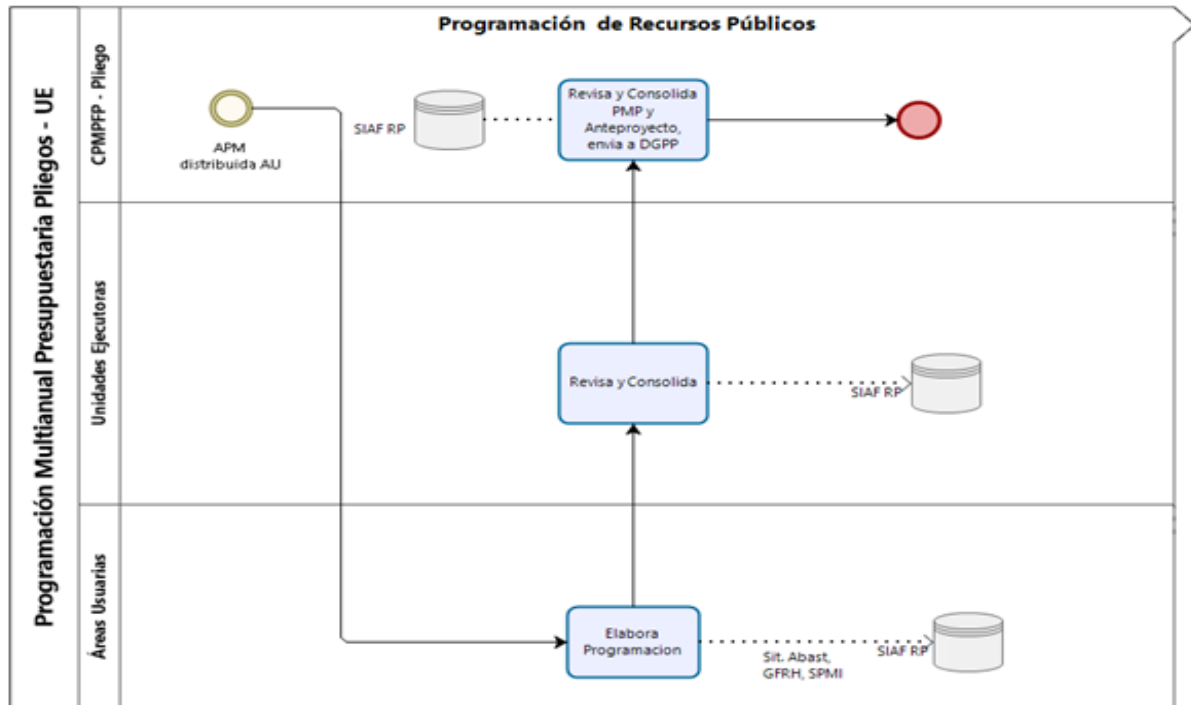 Programación de Recursos Públicos
Programación Multianual Presupuestaria Pliegos - UE
CPMPFP - Pliego
APM
distribuida AU
SIAF RP
Revisa y Consolida
PMP y
Anteproyecto,
envia a DGPP
Unidades Ejecutoras
Revisa y Consolida
SIAF RP
Áreas Usuarias
Elabora
Programacion
Sit. Abast,
GFRH, SPMI
SIAF RP